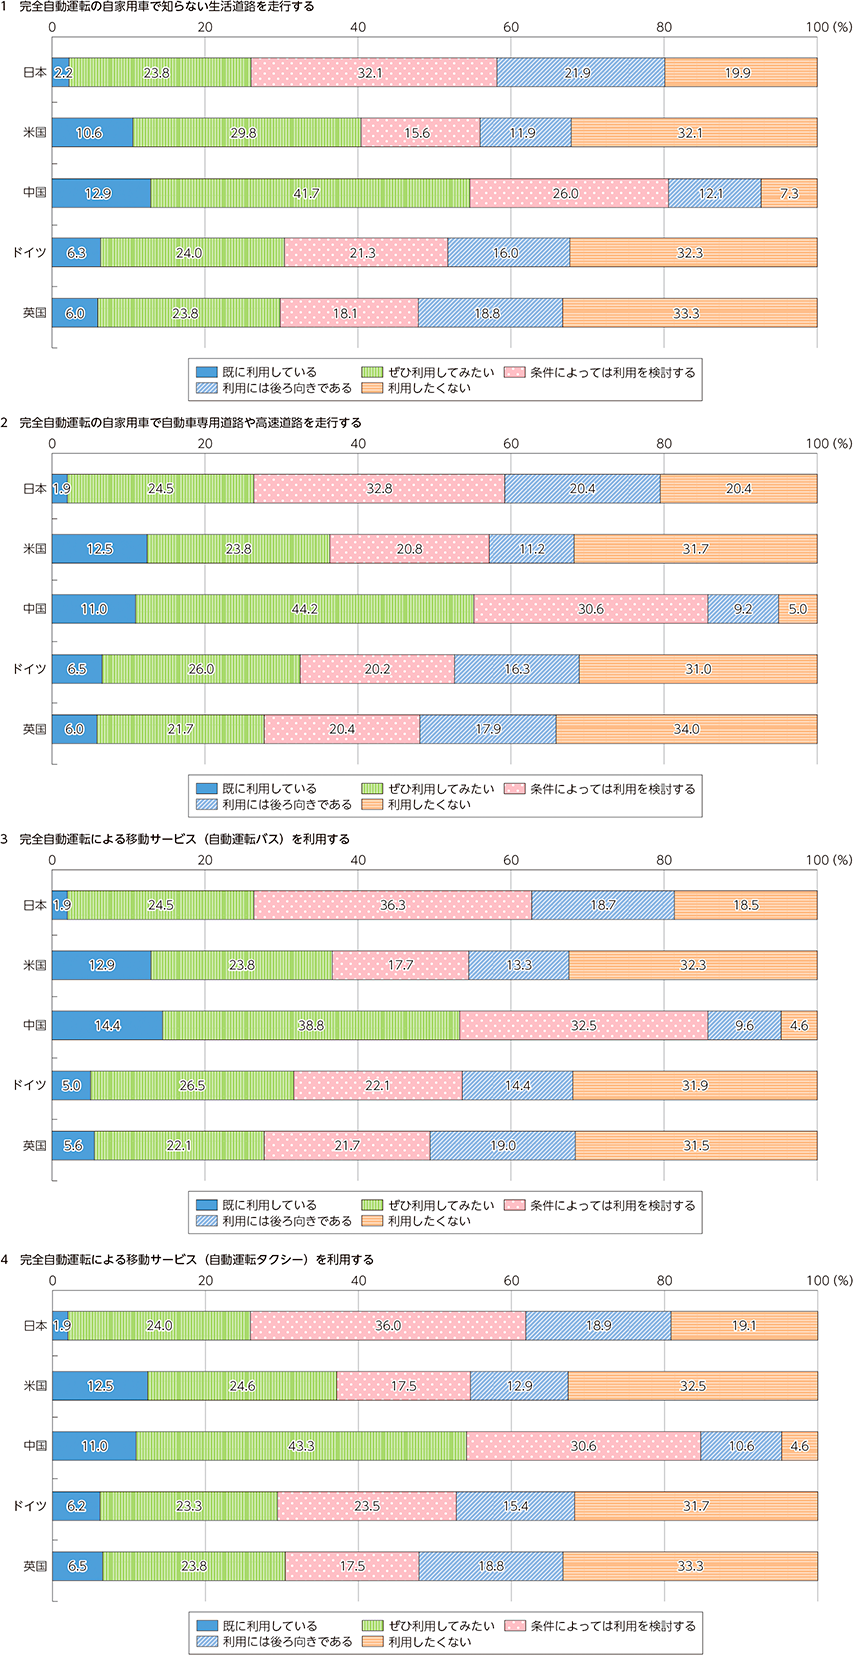 1 完全自動運転の自家用車で知らない生活道路を走行する
0 20 40 60 80 100 (%)
日本 2.2 23.8 32.1 21.9 19.9
米国 10.6 29.8 15.6 11.9 32.1
中国 12.9 41.7 26.0 12.1 7.3
ドイツ 6.3 24.0 21.3 16.0 32.3
英国 6.0 23.8 18.1 18.8 33.3
既に利用している ぜひ利用してみたい 条件によっては利用を検討する
利用には後ろ向きである 利用したくない
2 完全自動運転の自家用車で自動車専用道路や高速道路を走行する
0 20 40 60 80 100 (%)
日本 1.9 24.5 32.8 20.4 20.4
米国 12.5 23.8 20.8 11.2 31.7
中国 11.0 44.2 30.6 9.2 5.0
ドイツ 6.5 26.0 20.2 16.3 31.0
英国 6.0 21.7 20.4 17.9 34.0
既に利用している ぜひ利用してみたい 条件によっては利用を検討する
利用には後ろ向きである 利用したくない
3 完全自動運転による移動サービス（自動運転バス）を利用する
0 20 40 60 80 100 (%)
日本 1.9 24.5 36.3 18.7 18.5
米国 12.9 23.8 17.7 13.3 32.3
中国 14.4 38.8 32.5 9.6 4.6
ドイツ 5.0 26.5 22.1 14.4 31.9
英国 5.6 22.1 21.7 19.0 31.5
既に利用している ぜひ利用してみたい 条件によっては利用を検討する
利用には後ろ向きである 利用したくない
4 完全自動運転による移動サービス（自動運転タクシー）を利用する
0 20 40 60 80 100 (%)
日本 1.9 24.0 36.0 18.9 19.1
米国 12.5 24.6 17.5 12.9 32.5
中国 11.0 43.3 30.6 10.6 4.6
ドイツ 6.2 23.3 23.5 15.4 31.7
英国 6.5 23.8 17.5 18.8 33.3
既に利用している ぜひ利用してみたい 条件によっては利用を検討する
利用には後ろ向きである 利用したくない